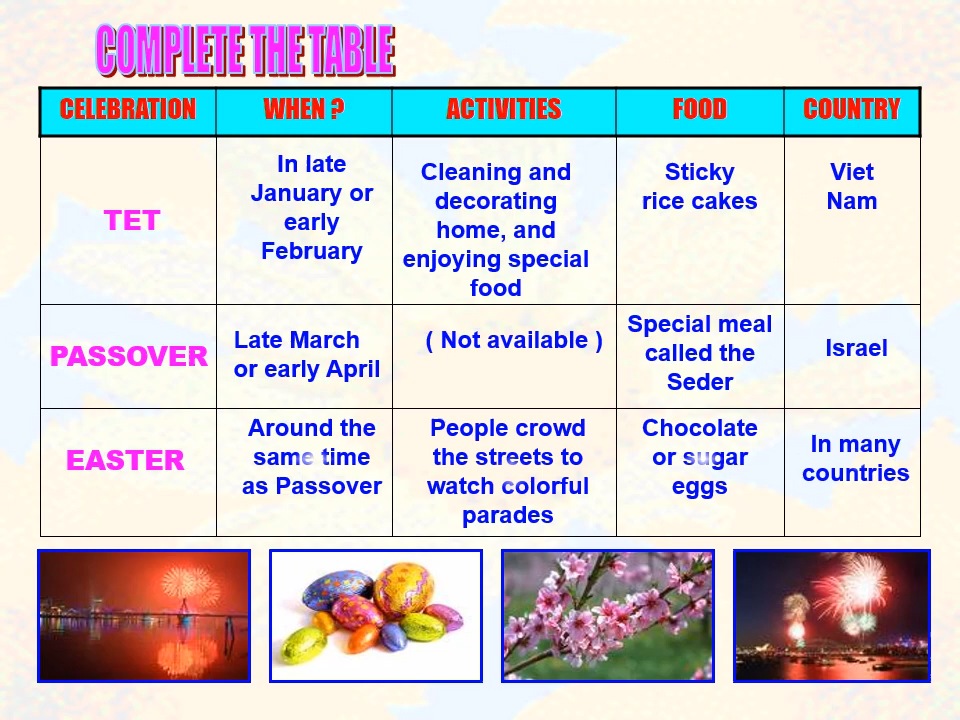 COMPLETE THE TABLE
CELEBRATION
WHEN ?
ACTIVITIES
FOOD
COUNTRY
TET
In late
January or
early
February
Cleaning and
decorating
home, and
enjoying special
food
Sticky
rice cakes
Viet
Nam
PASSOVER
Late March
or early April
( Not available )
Special meal
called the
Seder
Israel
EASTER
Around the
same time
as Passover
People crowd
the streets to
watch colorful
parades
Chocolate
or sugar
eggs
In many
countries